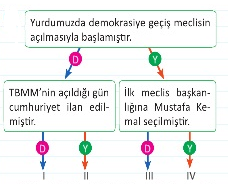 Yurdumuzda demokrasiye geçiş meclisin
açılmasıyla başlamıştır.
D Y
TBMM'nin açıldığı gün
cumhuriyet ilan edil-
miştir.
İlk meclis başkan-
lığına Mustafa Ke-
mal seçilmiştir.
D Y D Y
I II III IV